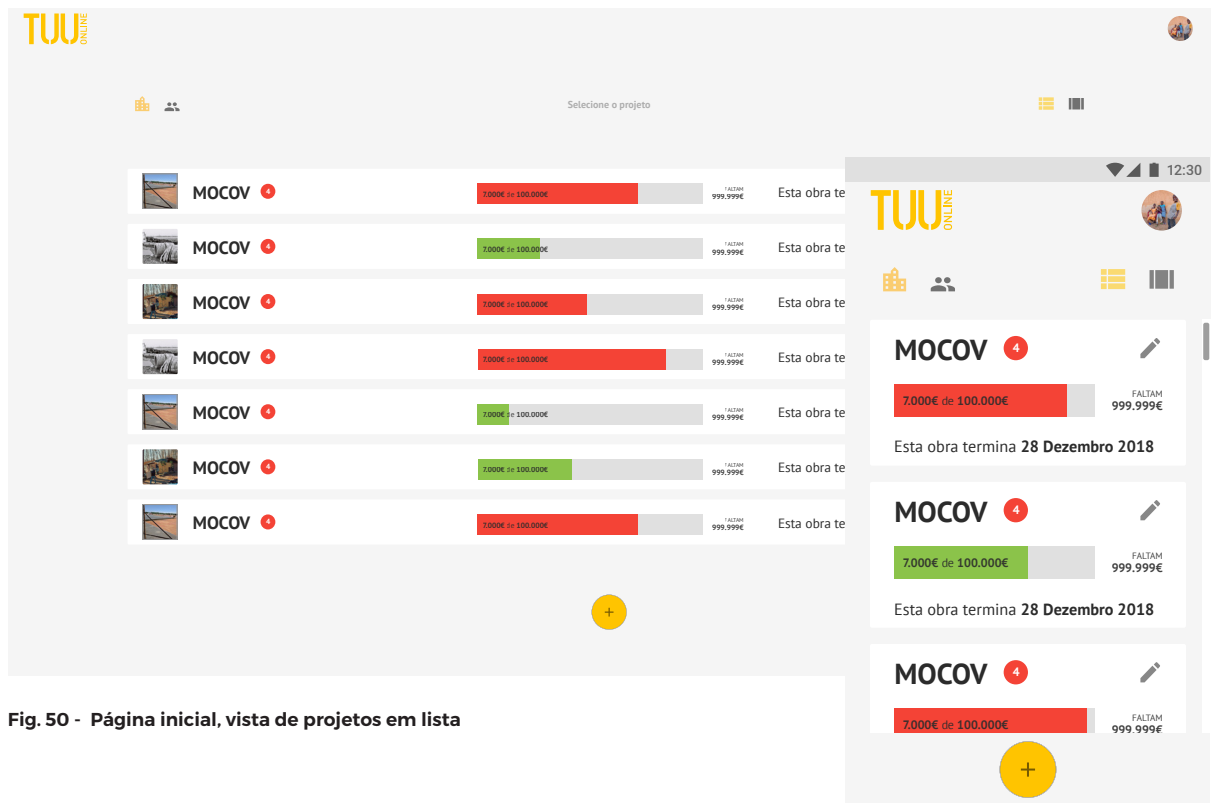 TUU ONLINE
Selecione o projeto
MOCOV 4 7.000€ de 100.000€ FALTAM 999.999€ Esta obra te
MOCOV 4 7.000€ de 100.000€ FALTAM 999.999€ Esta obra te
MOCOV 4 7.000€ de 100.000€ FALTAM 999.999€ Esta obra te
MOCOV 4 7.000€ de 100.000€ FALTAM 999.999€ Esta obra te
MOCOV 4 7.000€ de 100.000€ FALTAM 999.999€ Esta obra te
MOCOV 4 7.000€ de 100.000€ FALTAM 999.999€ Esta obra te
MOCOV 4 7.000€ de 100.000€ FALTAM 999.999€ Esta obra te
+
12:30
TUU ONLINE
MOCOV 4
7.000€ de 100.000€ FALTAM 999.999€
Esta obra termina 28 Dezembro 2018
MOCOV 4
7.000€ de 100.000€ FALTAM 999.999€
Esta obra termina 28 Dezembro 2018
MOCOV 4
7.000€ de 100.000€ FALTAM 999.999€
+
Fig. 50 - Página inicial, vista de projetos em lista